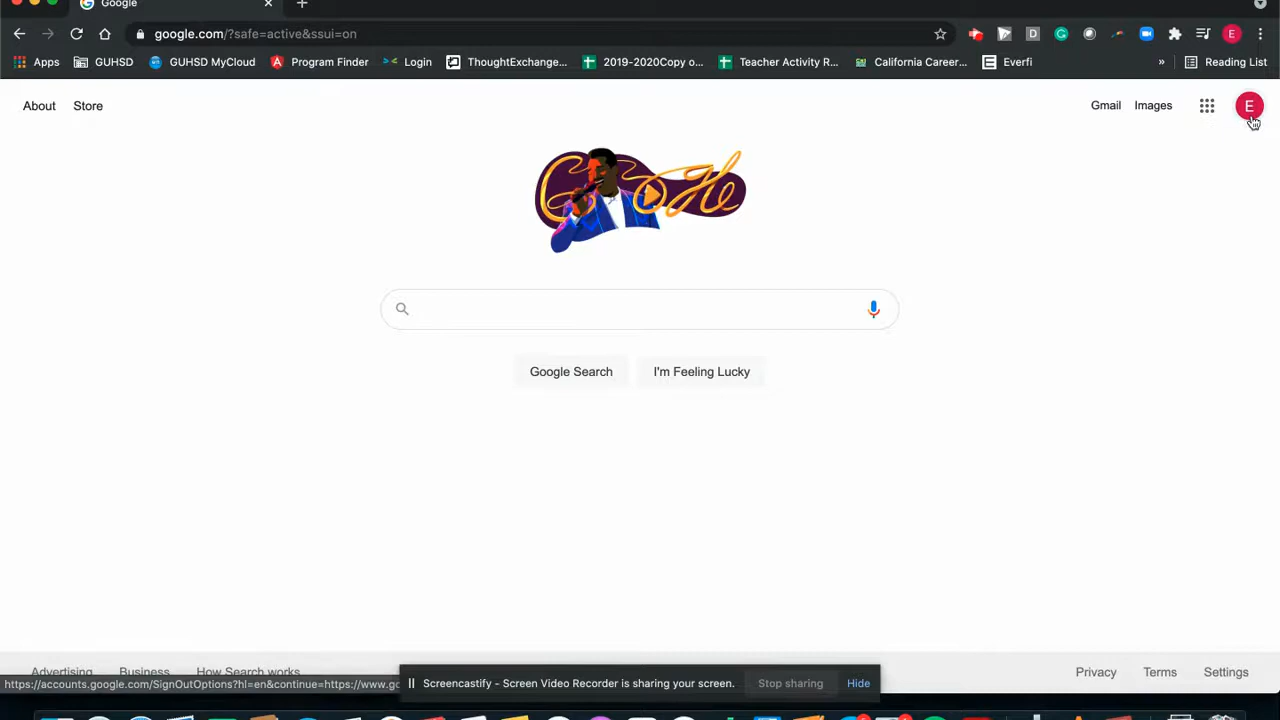 Google
google.com/?safe=active&ssui=on
E
Apps GUHSD GUHSD MyCloud Program Finder Login ThoughtExchange... 2019-2020Copy o... Teacher Activity R... California Career... Everfi » Reading List
About Store Gmail Images E
Google Search I'm Feeling Lucky
Advertising Business How Search works Privacy Terms Settings
https://accounts.google.com/SignOutOptions?hl=en&continue=https://www.go
Screencastify - Screen Video Recorder is sharing your screen. Stop sharing Hide